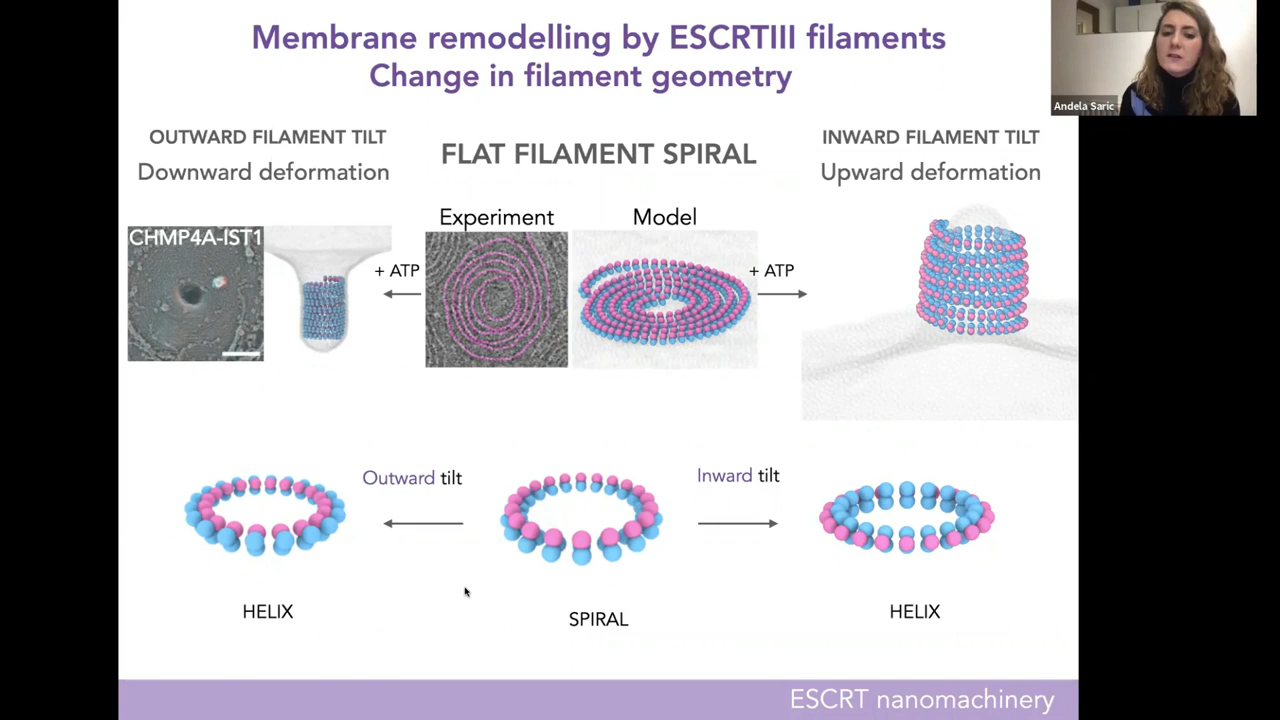 Membrane remodelling by ESCRTIII filaments
Change in filament geometry
Andela Saric
OUTWARD FILAMENT TILT
Downward deformation
FLAT FILAMENT SPIRAL
INWARD FILAMENT TILT
Upward deformation
Experiment
Model
CHMP4A-IST1
+ ATP
+ ATP
Outward tilt
Inward tilt
HELIX
SPIRAL
HELIX
ESCRT nanomachinery